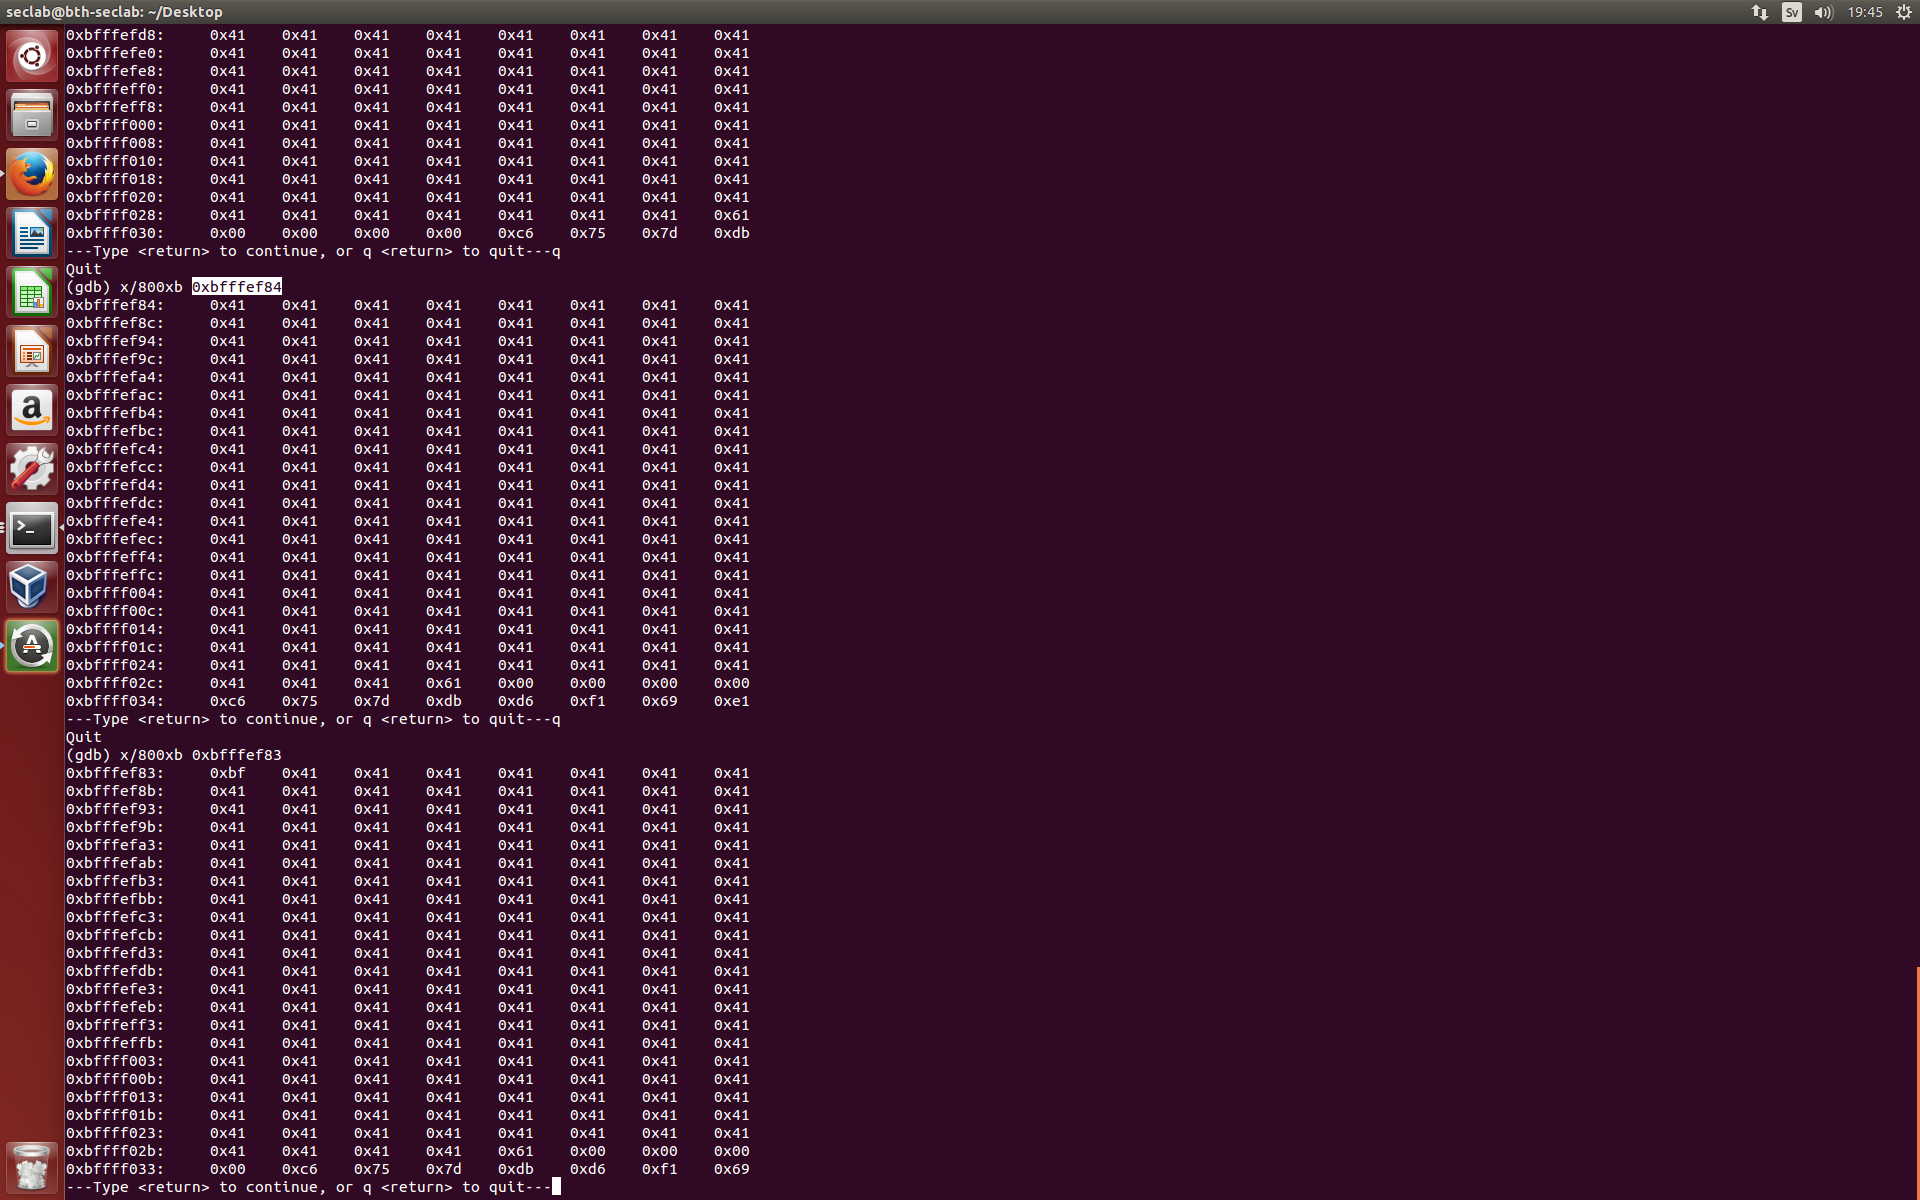 seclab@bth-seclab: ~/Desktop Sv 19:45
0xbfffefd8: 0x41 0x41 0x41 0x41 0x41 0x41 0x41 0x41
0xbfffefe0: 0x41 0x41 0x41 0x41 0x41 0x41 0x41 0x41
0xbfffefe8: 0x41 0x41 0x41 0x41 0x41 0x41 0x41 0x41
0xbfffeff0: 0x41 0x41 0x41 0x41 0x41 0x41 0x41 0x41
0xbfffeff8: 0x41 0x41 0x41 0x41 0x41 0x41 0x41 0x41
0xbffff000: 0x41 0x41 0x41 0x41 0x41 0x41 0x41 0x41
0xbffff008: 0x41 0x41 0x41 0x41 0x41 0x41 0x41 0x41
0xbffff010: 0x41 0x41 0x41 0x41 0x41 0x41 0x41 0x41
0xbffff018: 0x41 0x41 0x41 0x41 0x41 0x41 0x41 0x41
0xbffff020: 0x41 0x41 0x41 0x41 0x41 0x41 0x41 0x41
0xbffff028: 0x41 0x41 0x41 0x41 0x41 0x41 0x41 0x61
0xbffff030: 0x00 0x00 0x00 0x00 0xc6 0x75 0x7d 0xdb
---Type <return> to continue, or q <return> to quit---q
Quit
(gdb) x/800xb 0xbfffef84
0xbfffef84: 0x41 0x41 0x41 0x41 0x41 0x41 0x41 0x41
0xbfffef8c: 0x41 0x41 0x41 0x41 0x41 0x41 0x41 0x41
0xbfffef94: 0x41 0x41 0x41 0x41 0x41 0x41 0x41 0x41
0xbfffef9c: 0x41 0x41 0x41 0x41 0x41 0x41 0x41 0x41
0xbfffefa4: 0x41 0x41 0x41 0x41 0x41 0x41 0x41 0x41
0xbfffefac: 0x41 0x41 0x41 0x41 0x41 0x41 0x41 0x41
0xbfffefb4: 0x41 0x41 0x41 0x41 0x41 0x41 0x41 0x41
0xbfffefbc: 0x41 0x41 0x41 0x41 0x41 0x41 0x41 0x41
0xbfffefc4: 0x41 0x41 0x41 0x41 0x41 0x41 0x41 0x41
0xbfffefcc: 0x41 0x41 0x41 0x41 0x41 0x41 0x41 0x41
0xbfffefd4: 0x41 0x41 0x41 0x41 0x41 0x41 0x41 0x41
0xbfffefdc: 0x41 0x41 0x41 0x41 0x41 0x41 0x41 0x41
0xbfffefe4: 0x41 0x41 0x41 0x41 0x41 0x41 0x41 0x41
0xbfffefec: 0x41 0x41 0x41 0x41 0x41 0x41 0x41 0x41
0xbfffeff4: 0x41 0x41 0x41 0x41 0x41 0x41 0x41 0x41
0xbfffeffc: 0x41 0x41 0x41 0x41 0x41 0x41 0x41 0x41
0xbffff004: 0x41 0x41 0x41 0x41 0x41 0x41 0x41 0x41
0xbffff00c: 0x41 0x41 0x41 0x41 0x41 0x41 0x41 0x41
0xbffff014: 0x41 0x41 0x41 0x41 0x41 0x41 0x41 0x41
0xbffff01c: 0x41 0x41 0x41 0x41 0x41 0x41 0x41 0x41
0xbffff024: 0x41 0x41 0x41 0x41 0x41 0x41 0x41 0x41
0xbffff02c: 0x41 0x41 0x41 0x61 0x00 0x00 0x00 0x00
0xbffff034: 0xc6 0x75 0x7d 0xdb 0xd6 0xf1 0x69 0xe1
---Type <return> to continue, or q <return> to quit---q
Quit
(gdb) x/800xb 0xbfffef83
0xbfffef83: 0xbf 0x41 0x41 0x41 0x41 0x41 0x41 0x41
0xbfffef8b: 0x41 0x41 0x41 0x41 0x41 0x41 0x41 0x41
0xbfffef93: 0x41 0x41 0x41 0x41 0x41 0x41 0x41 0x41
0xbfffef9b: 0x41 0x41 0x41 0x41 0x41 0x41 0x41 0x41
0xbfffefa3: 0x41 0x41 0x41 0x41 0x41 0x41 0x41 0x41
0xbfffefab: 0x41 0x41 0x41 0x41 0x41 0x41 0x41 0x41
0xbfffefb3: 0x41 0x41 0x41 0x41 0x41 0x41 0x41 0x41
0xbfffefbb: 0x41 0x41 0x41 0x41 0x41 0x41 0x41 0x41
0xbfffefc3: 0x41 0x41 0x41 0x41 0x41 0x41 0x41 0x41
0xbfffefcb: 0x41 0x41 0x41 0x41 0x41 0x41 0x41 0x41
0xbfffefd3: 0x41 0x41 0x41 0x41 0x41 0x41 0x41 0x41
0xbfffefdb: 0x41 0x41 0x41 0x41 0x41 0x41 0x41 0x41
0xbfffefe3: 0x41 0x41 0x41 0x41 0x41 0x41 0x41 0x41
0xbfffefeb: 0x41 0x41 0x41 0x41 0x41 0x41 0x41 0x41
0xbfffeff3: 0x41 0x41 0x41 0x41 0x41 0x41 0x41 0x41
0xbfffeffb: 0x41 0x41 0x41 0x41 0x41 0x41 0x41 0x41
0xbffff003: 0x41 0x41 0x41 0x41 0x41 0x41 0x41 0x41
0xbffff00b: 0x41 0x41 0x41 0x41 0x41 0x41 0x41 0x41
0xbffff013: 0x41 0x41 0x41 0x41 0x41 0x41 0x41 0x41
0xbffff01b: 0x41 0x41 0x41 0x41 0x41 0x41 0x41 0x41
0xbffff023: 0x41 0x41 0x41 0x41 0x41 0x41 0x41 0x41
0xbffff02b: 0x41 0x41 0x41 0x41 0x61 0x00 0x00 0x00
0xbffff033: 0x00 0xc6 0x75 0x7d 0xdb 0xd6 0xf1 0x69
---Type <return> to continue, or q <return> to quit---